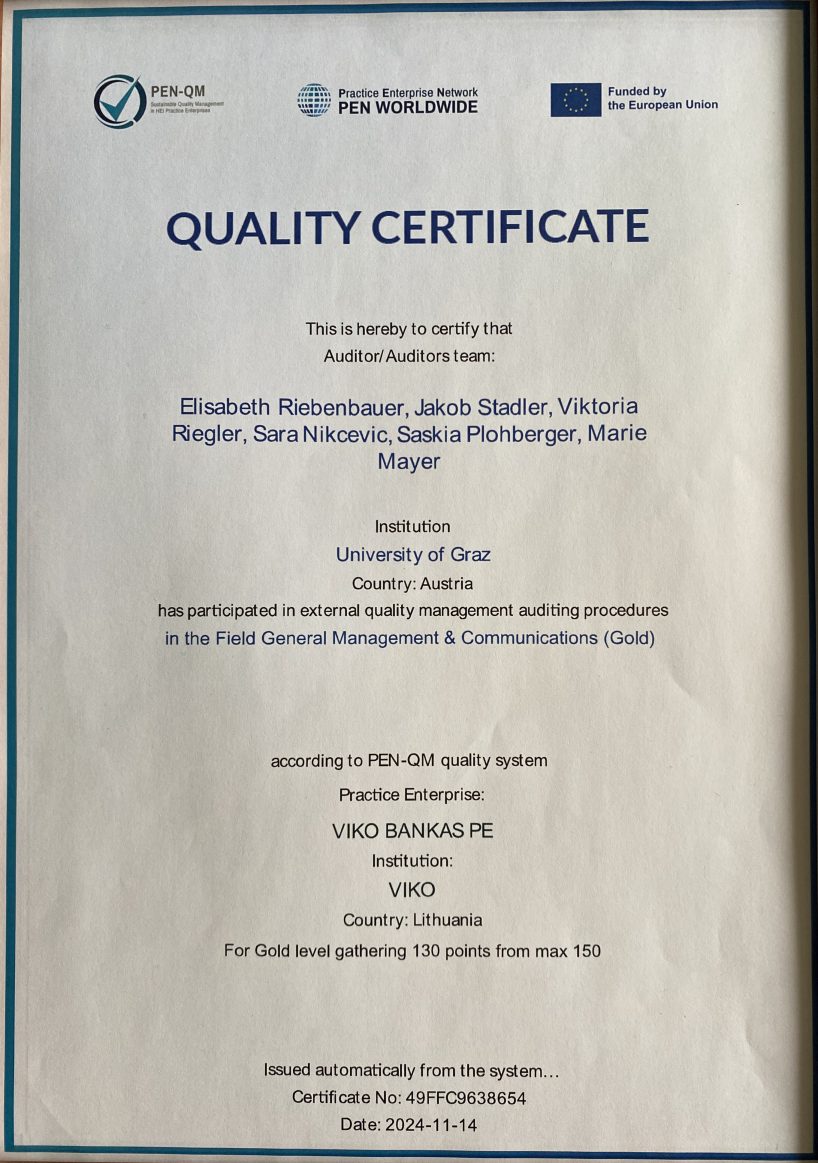 PEN-QM
Sustainable Quality Management
in HEI Practice Enterprises
Practice Enterprise Network
PEN WORLDWIDE
Funded by
the European Union
QUALITY CERTIFICATE
This is hereby to certify that
Auditor/Auditors team:
Elisabeth Riebenbauer, Jakob Stadler, Viktoria
Riegler, Sara Nikcevic, Saskia Plohberger, Marie
Mayer
Institution
University of Graz
Country: Austria
has participated in external quality management auditing procedures
in the Field General Management & Communications (Gold)
according to PEN-QM quality system
Practice Enterprise:
VIKO BANKAS PE
Institution:
VIKO
Country: Lithuania
For Gold level gathering 130 points from max 150
Issued automatically from the system...
Certificate No: 49FFC9638654
Date: 2024-11-14